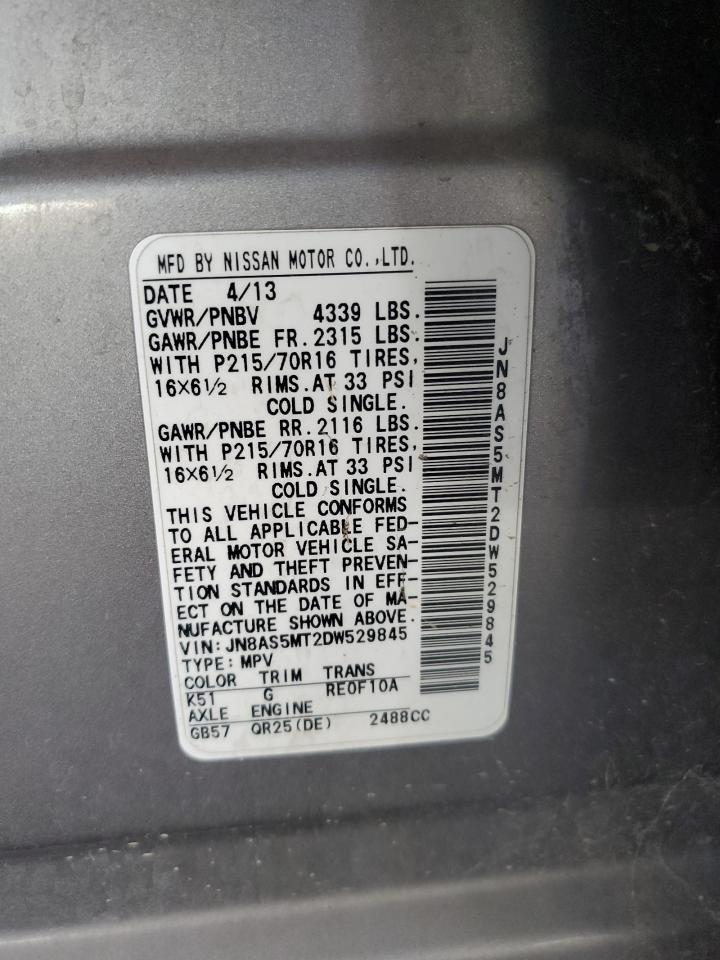 MFD BY NISSAN MOTOR CO.,LTD.
DATE 4/13
GVWR/PNBV 4339 LBS.
GAWR/PNBE FR. 2315 LBS.
WITH P215/70R16 TIRES,
16X6½ RIMS. AT 33 PSI
COLD SINGLE.
GAWR/PNBE RR. 2116 LBS.
WITH P215/70R16 TIRES,
16X6½ RIMS. AT 33 PSI
COLD SINGLE.
THIS VEHICLE CONFORMS
TO ALL APPLICABLE FED-
ERAL MOTOR VEHICLE SA-
FETY AND THEFT PREVEN-
TION STANDARDS IN EFF-
ECT ON THE DATE OF MA-
NUFACTURE SHOWN ABOVE.
VIN: JN8AS5MT2DW529845
TYPE: MPV
COLOR TRIM TRANS
K51 G RE0F10A
AXLE ENGINE
GB57 QR25(DE) 2488CC
JN8AS5MT2DW529845